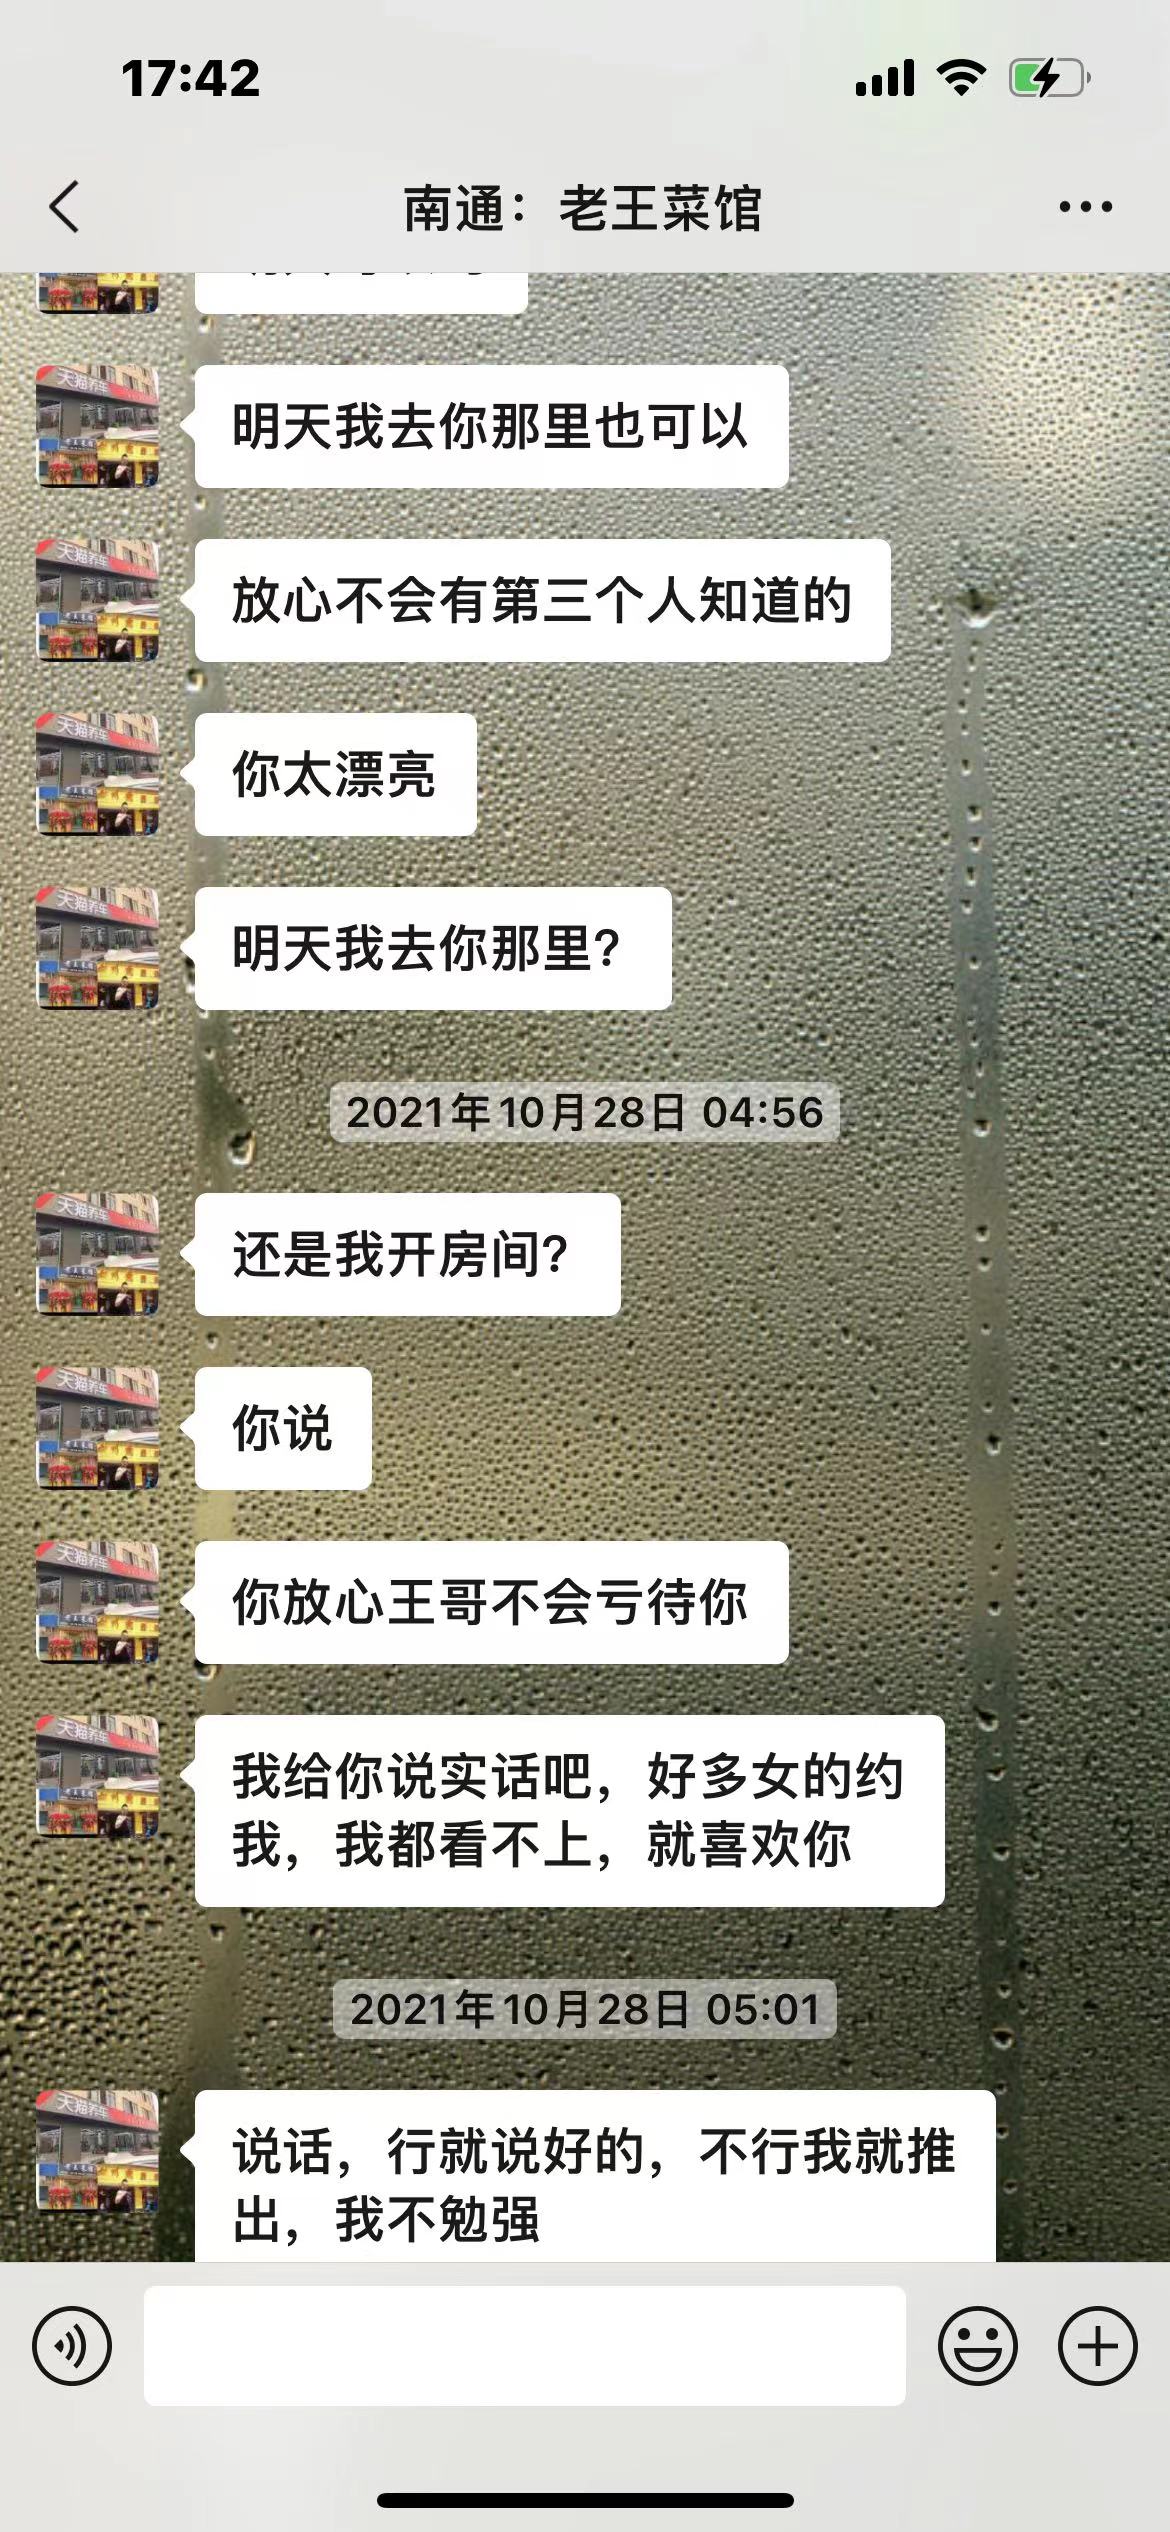 17:42
南通：老王菜馆
明天我去你那里也可以
放心不会有第三个人知道的
你太漂亮
明天我去你那里？
2021年10月28日 04:56
还是我开房间？
你说
你放心王哥不会亏待你
我给你说实话吧，好多女的约
我，我都看不上，就喜欢你
2021年10月28日 05:01
说话，行就说好的，不行我就推
出，我不勉强
天猫养车